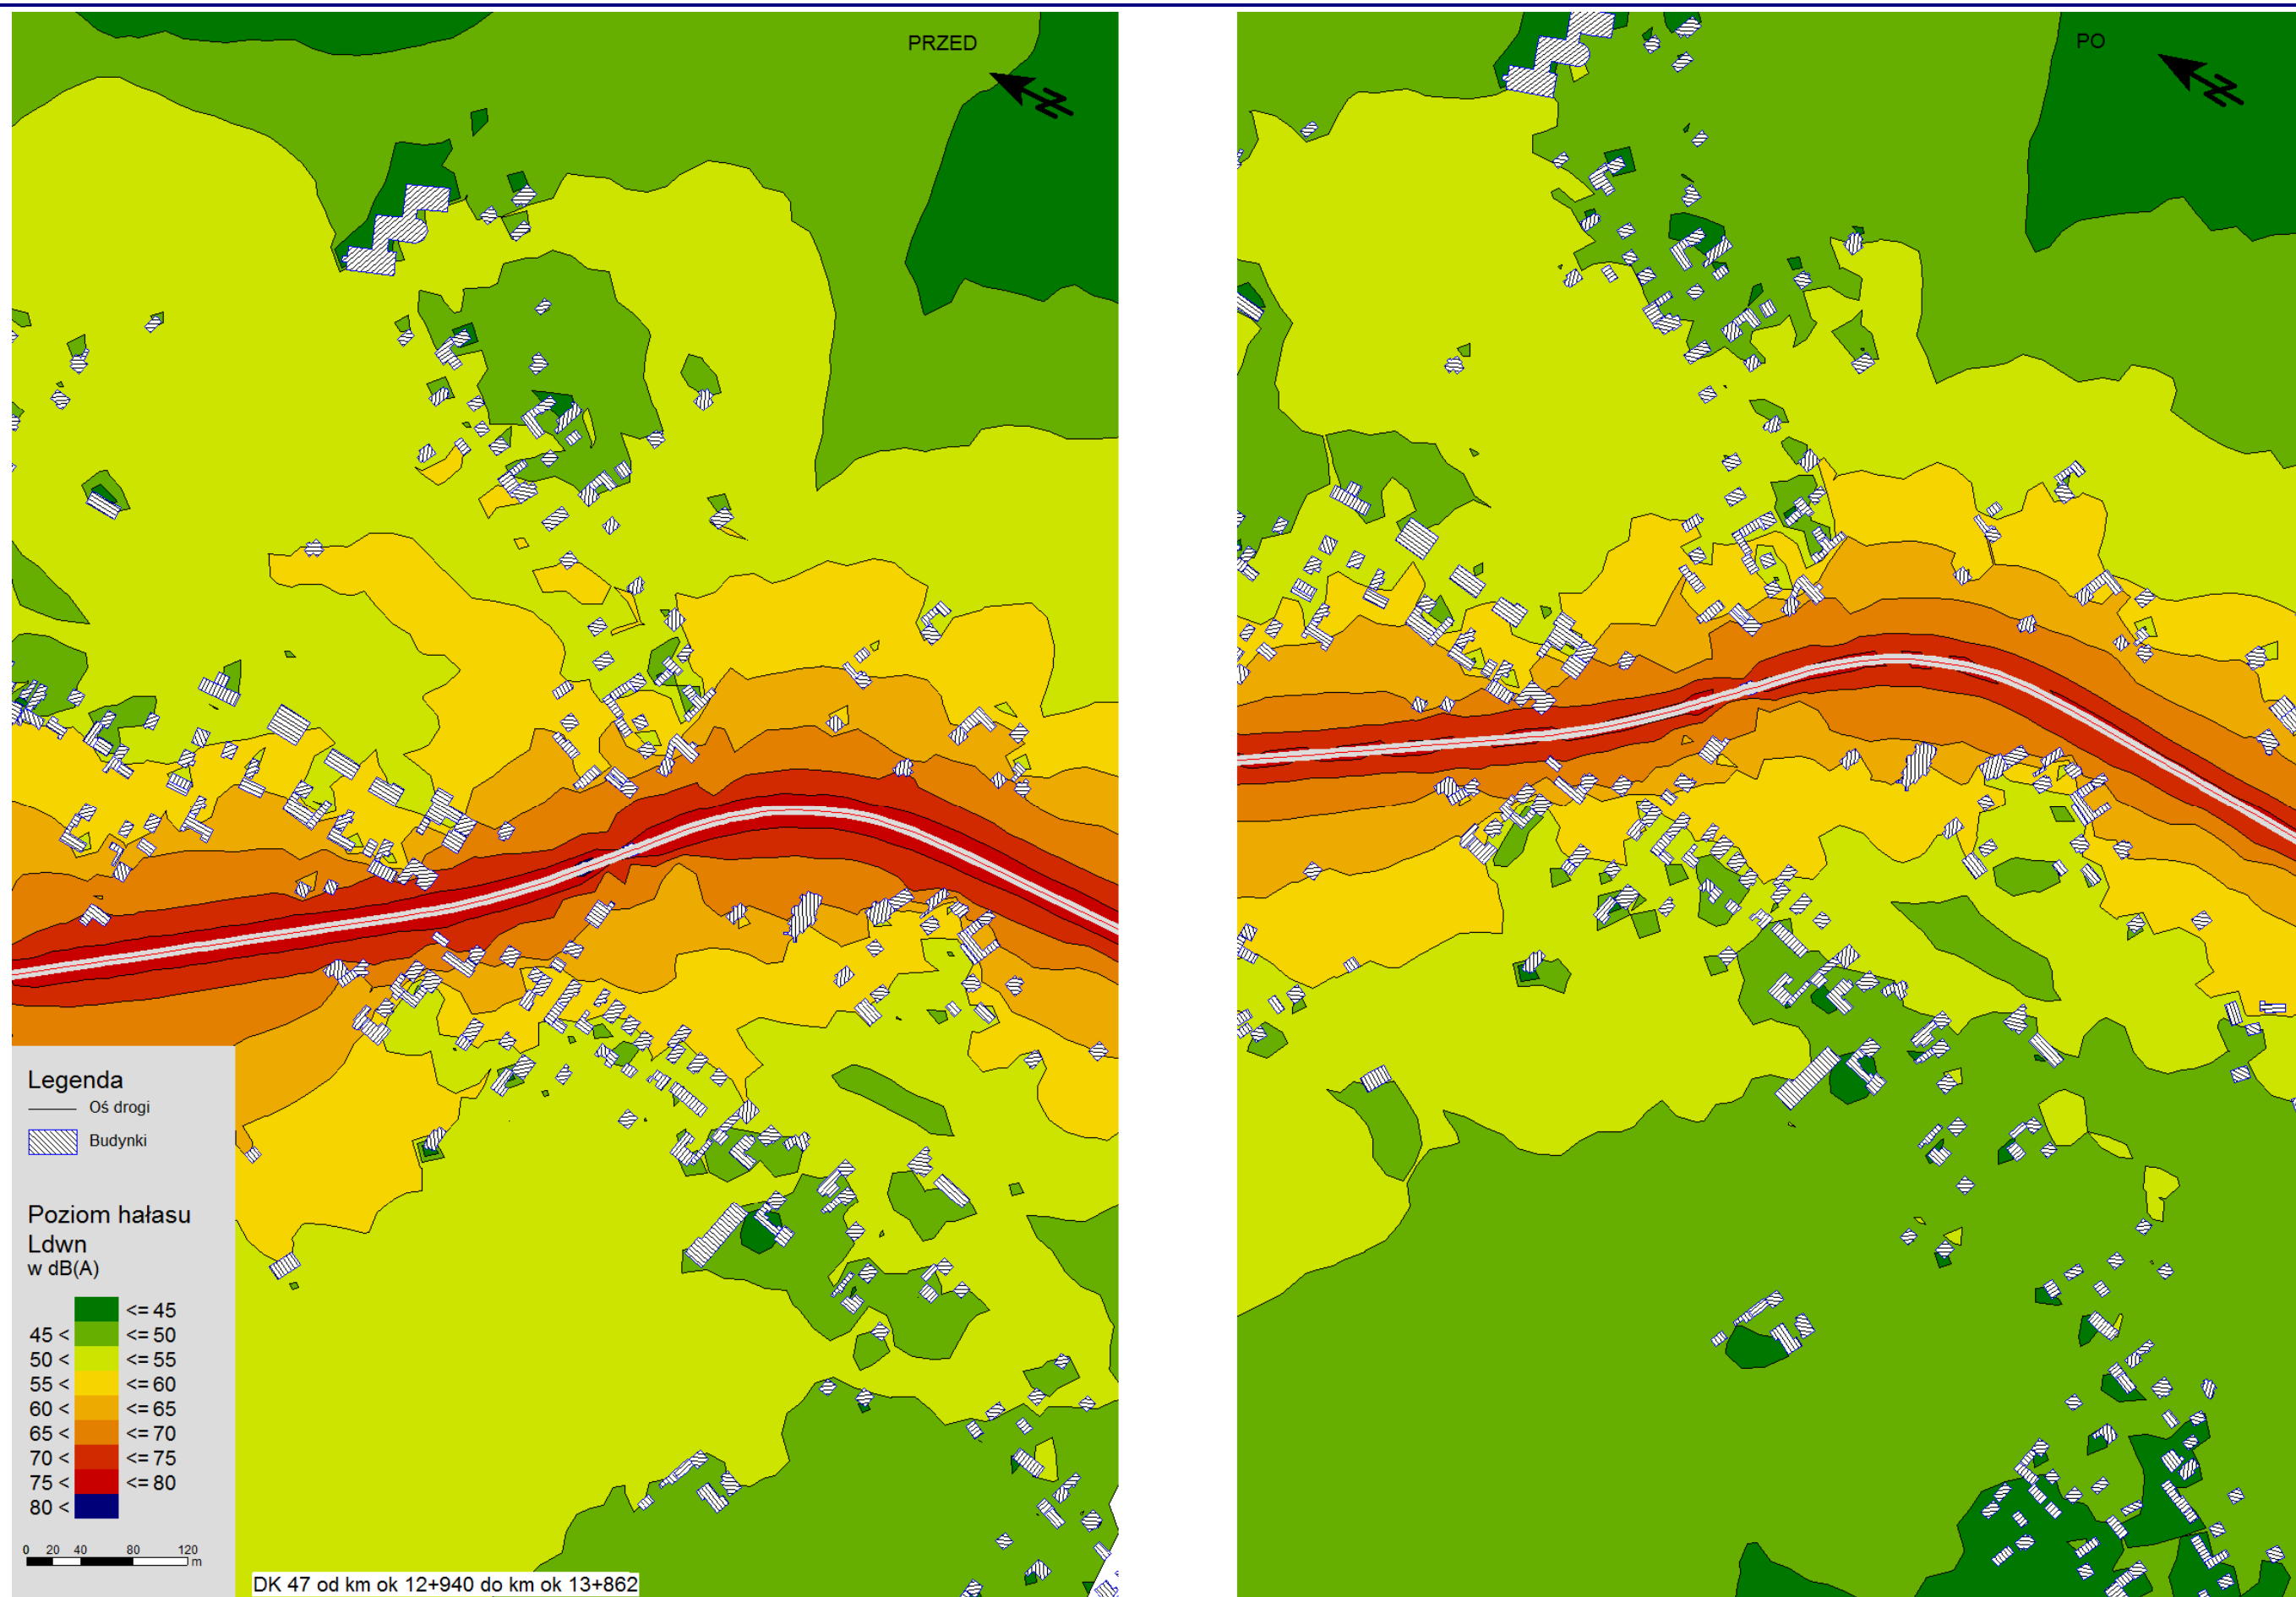 PRZED
N
PO
N
Legenda
Oś drogi
Budynki
Poziom hałasu
Ldwn
w dB(A)
<= 45
45 < <= 50
50 < <= 55
55 < <= 60
60 < <= 65
65 < <= 70
70 < <= 75
75 < <= 80
80 <
0 20 40 80 120
m
DK 47 od km ok 12+940 do km ok 13+862